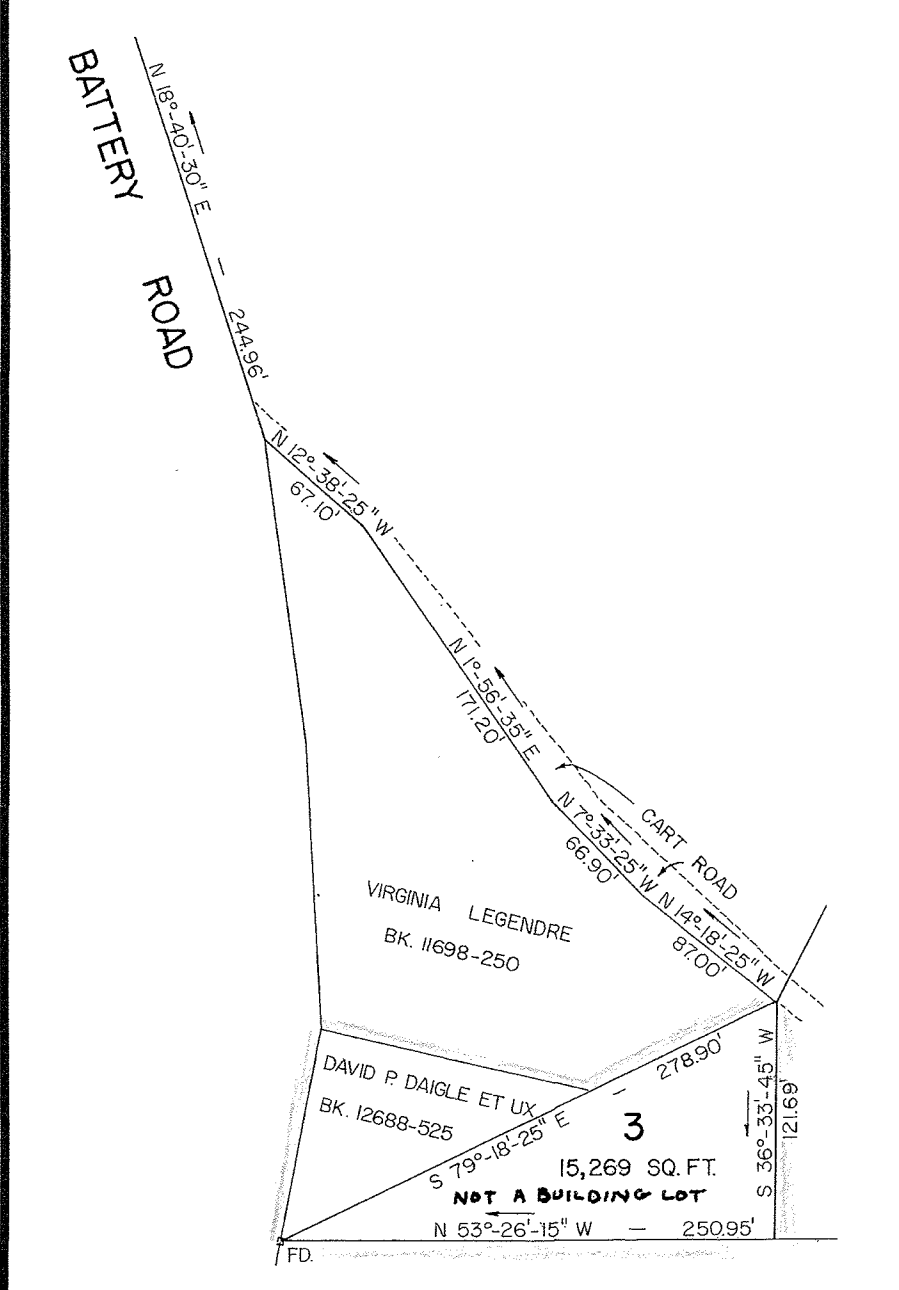 BATTERY ROAD
N 18°-40'-30" E — 244.96'
N 12°-38'-25" W
67.10'
N 1°-56'-35" E
171.20'
N 7°-33'-25" W
66.90'
CART ROAD
N 14°-18'-25" W
87.00'
VIRGINIA LEGENDRE
BK. 11698-250
DAVID P. DAIGLE ET UX
BK. 12688-525
S 79°-18'-25" E — 278.90'
S 36°-33'-45" W
121.69'
3
15,269 SQ. FT.
NOT A BUILDING LOT
N 53°-26'-15" W — 250.95'
FD.